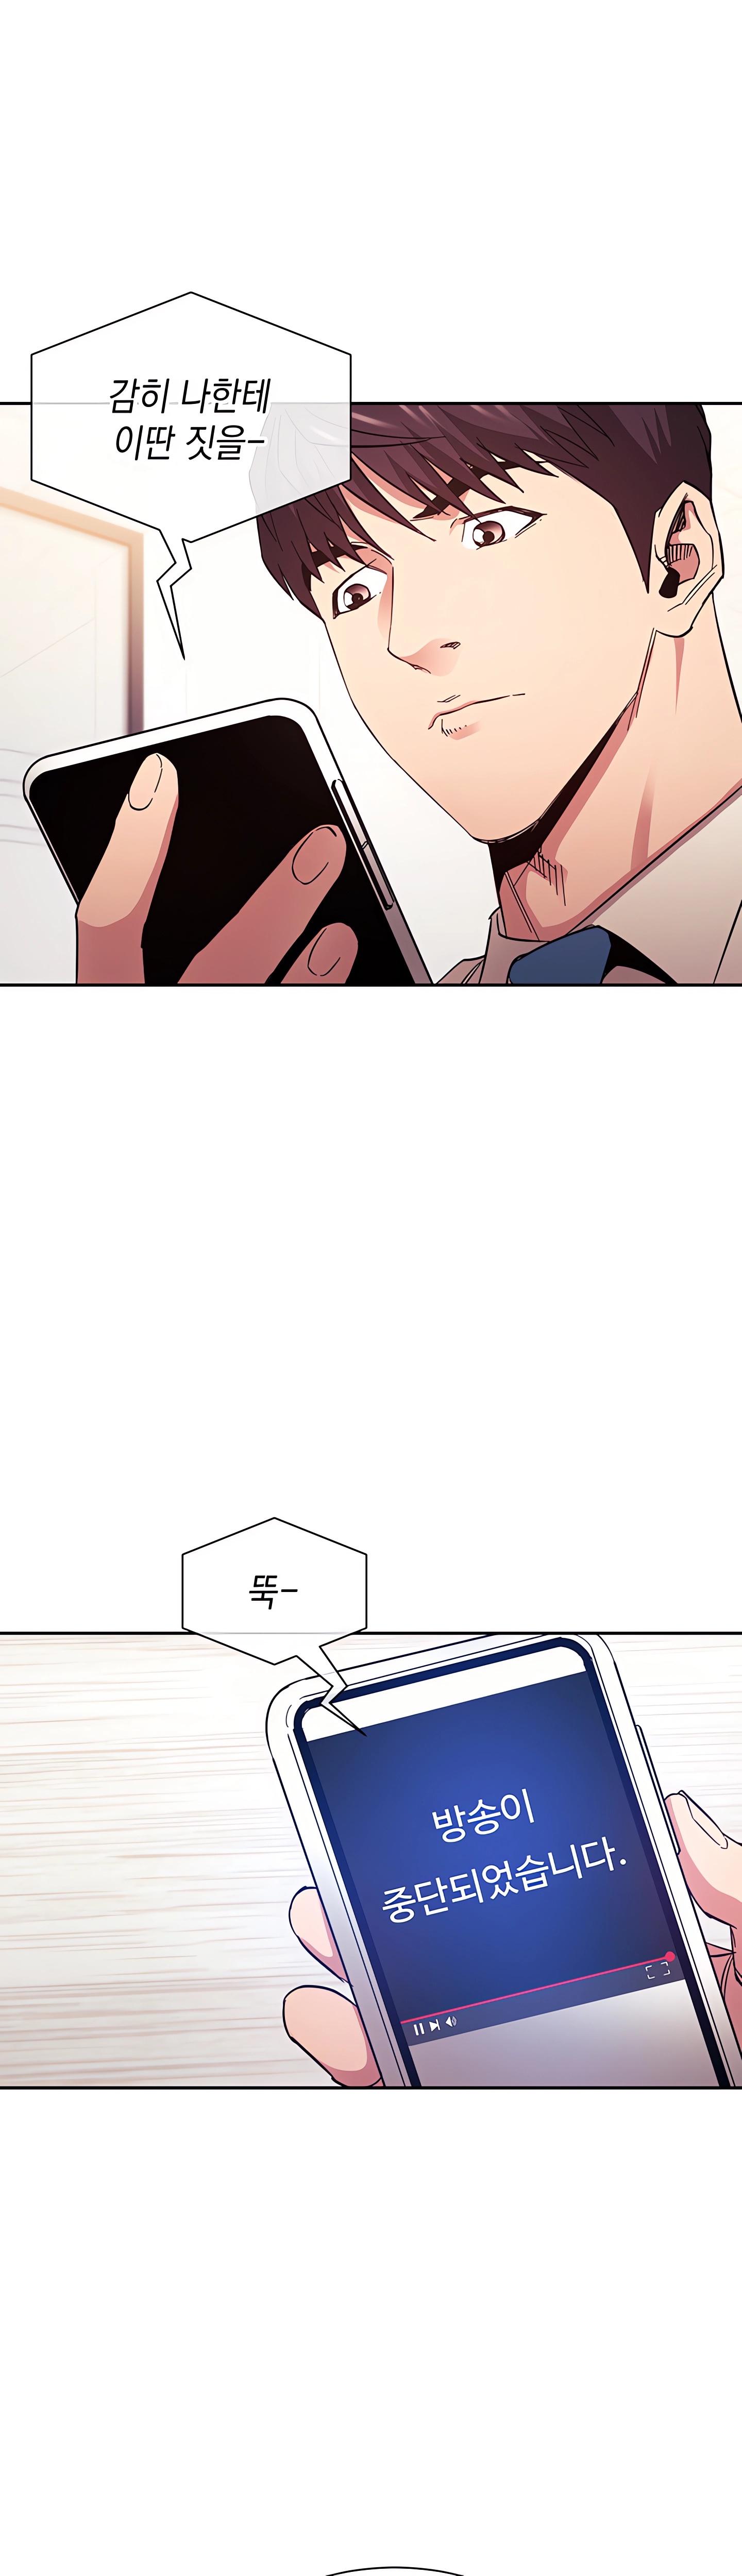 감히 나한테
이딴 짓을-
뚝-
방송이
중단되었습니다.